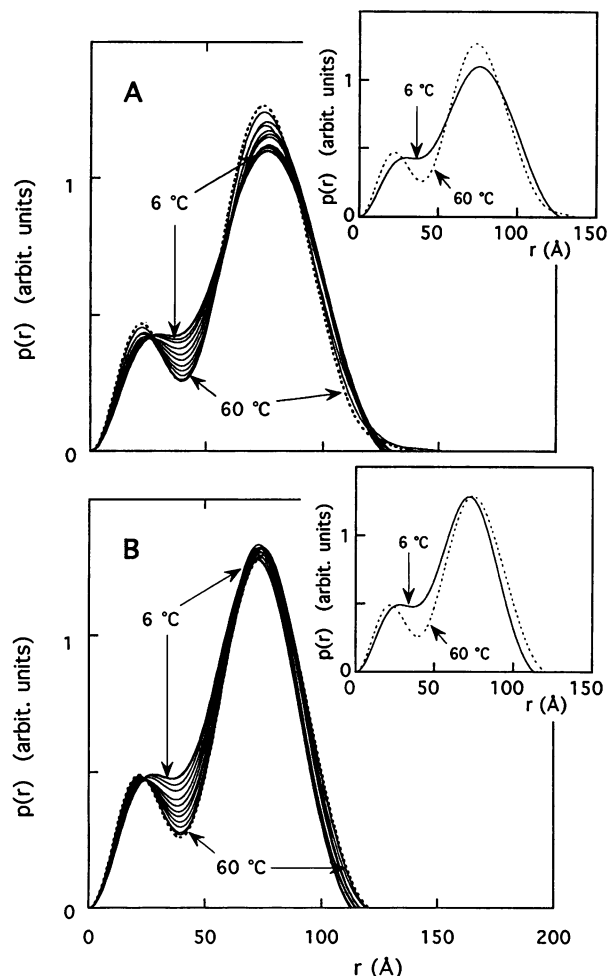 A
p(r) (arbit. units)
1
0
6 °C
60 °C
p(r) (arbit. units)
1
0
6 °C
60 °C
0 50 100 150
r (Å)
B
p(r) (arbit. units)
1
0
6 °C
60 °C
0 50 100 150 200
r (Å)
p(r) (arbit. units)
1
0
6 °C
60 °C
0 50 100 150
r (Å)